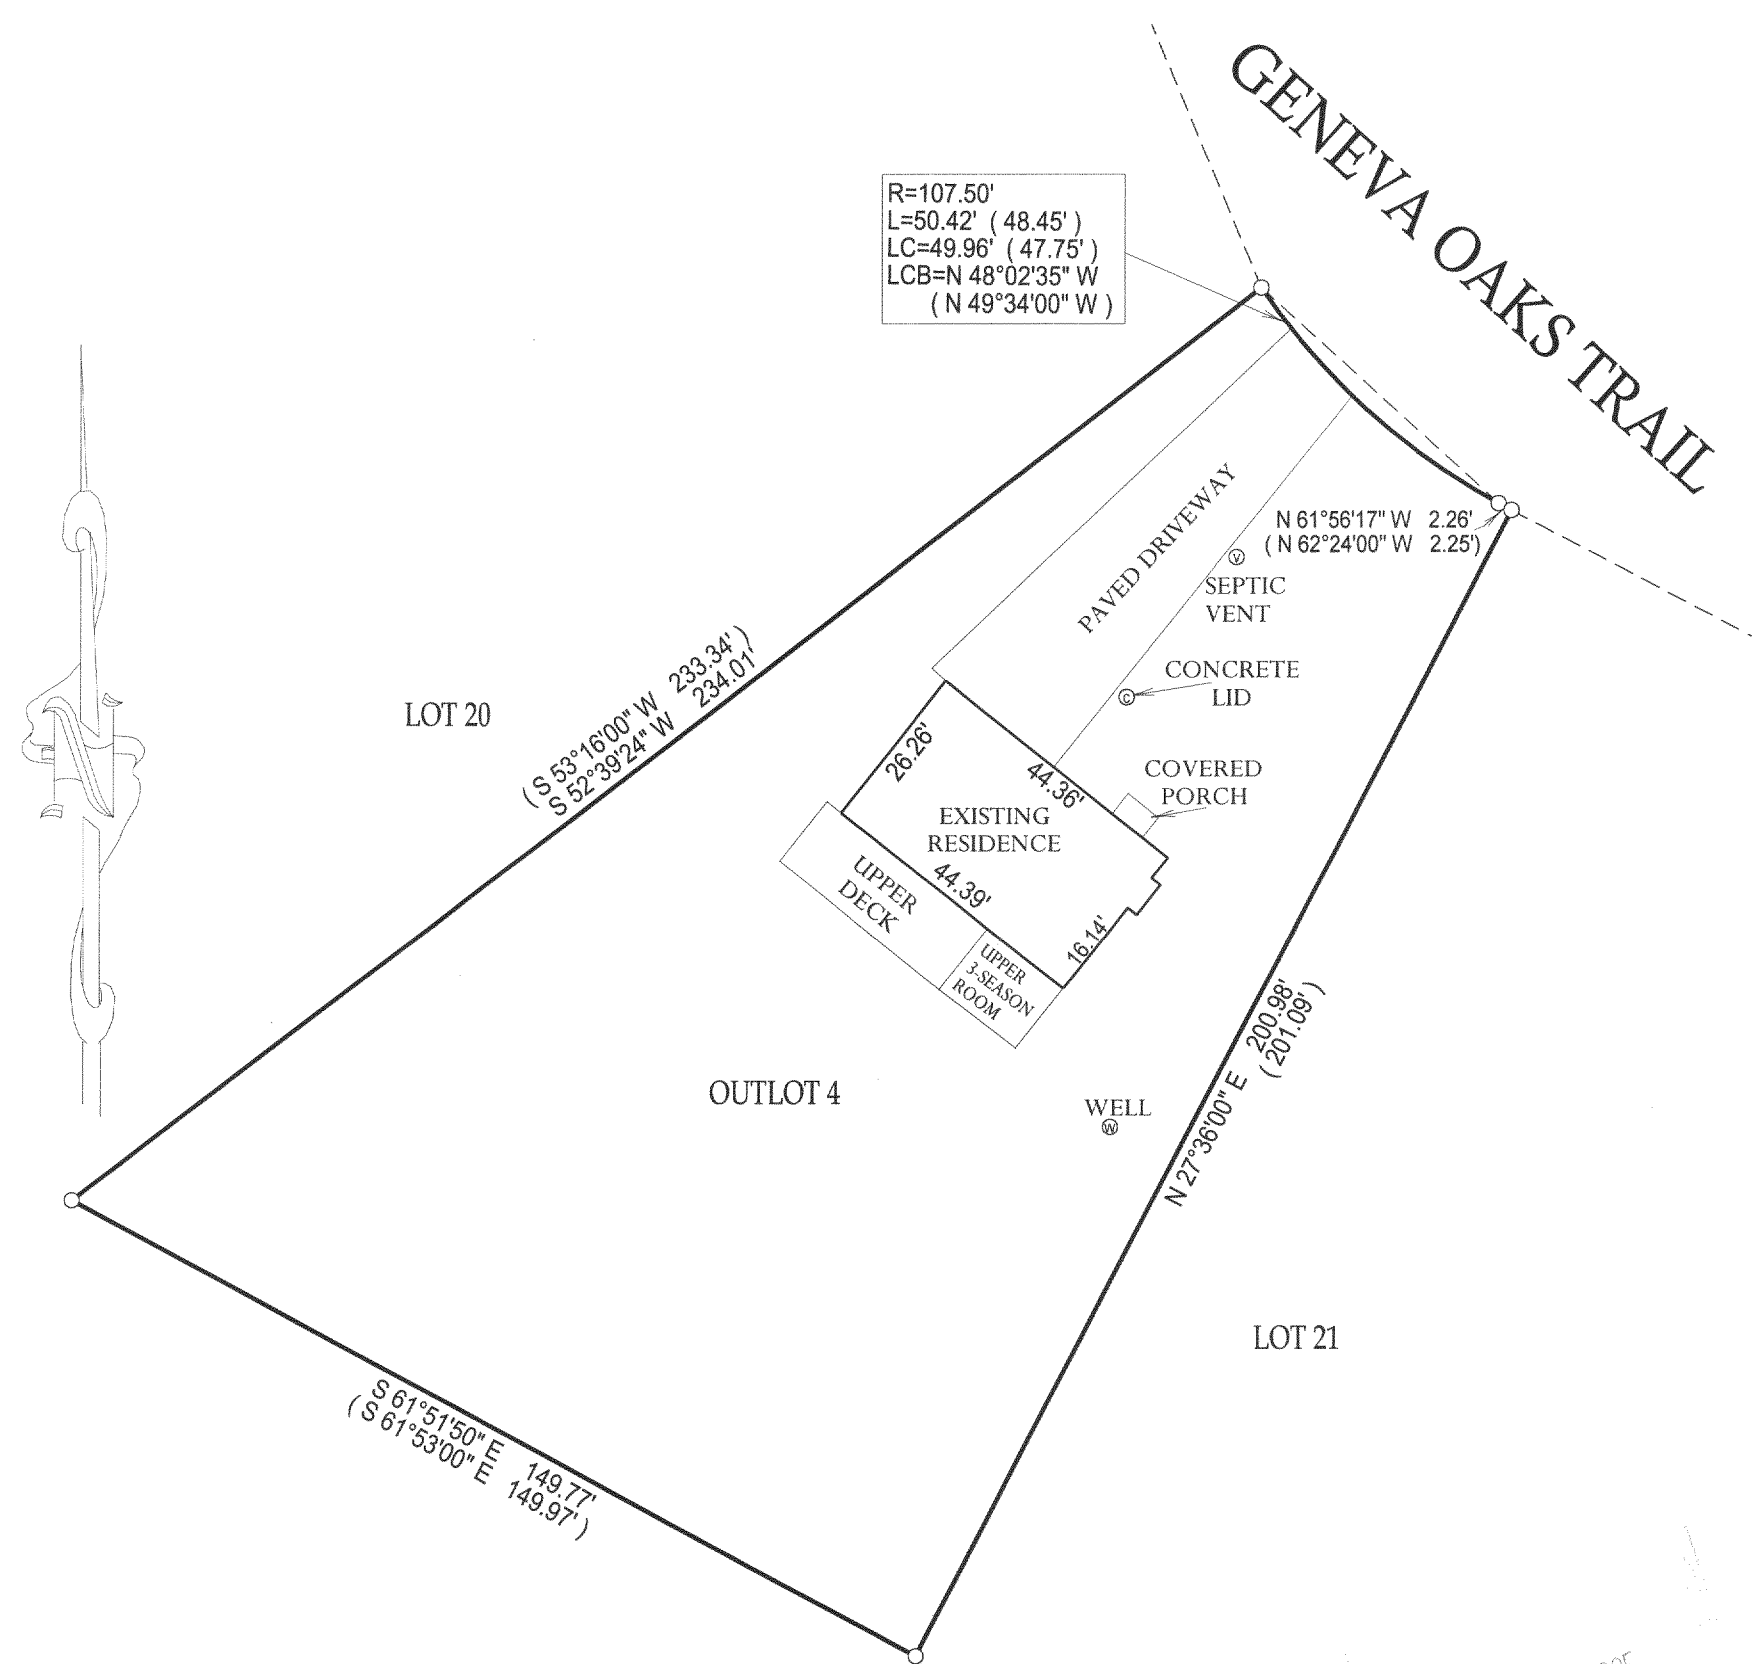 GENEVA OAKS TRAIL
R=107.50'
L=50.42' ( 48.45' )
LC=49.96' ( 47.75' )
LCB=N 48°02'35" W
( N 49°34'00" W )
N 61°56'17" W 2.26'
( N 62°24'00" W 2.25')
PAVED DRIVEWAY
V
SEPTIC
VENT
( S 53°16'00" W 233.34' )
S 52°39'24" W 234.01'
LOT 20
C
CONCRETE
LID
26.26'
44.36'
COVERED
PORCH
EXISTING
RESIDENCE
44.39'
UPPER
DECK
16.14'
UPPER
3-SEASON
ROOM
N 27°36'00" E 200.98'
( 201.09' )
OUTLOT 4
WELL
W
LOT 21
S 61°51'50" E 149.77'
( S 61°53'00" E 149.97' )